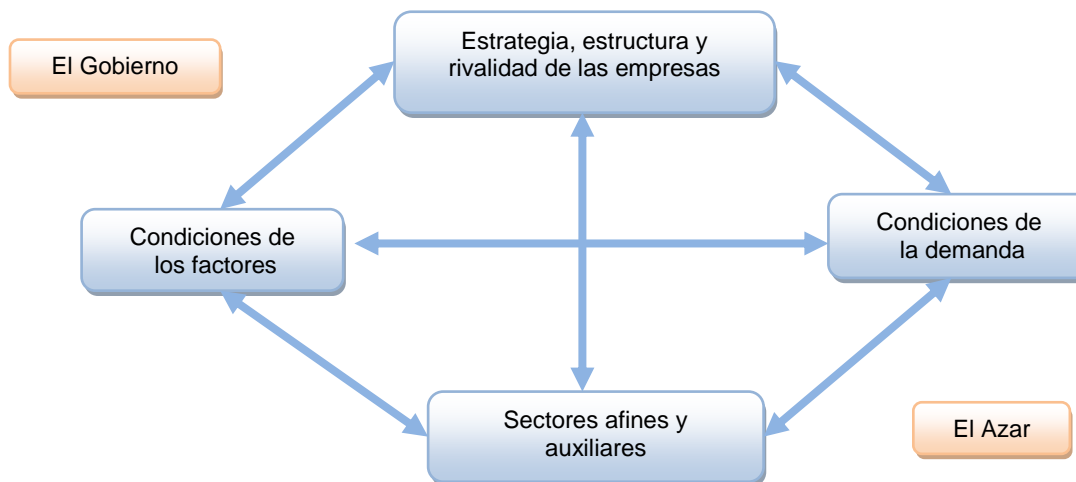 Estrategia, estructura y
rivalidad de las empresas
El Gobierno
Condiciones de
los factores
Condiciones de
la demanda
Sectores afines y
auxiliares
El Azar